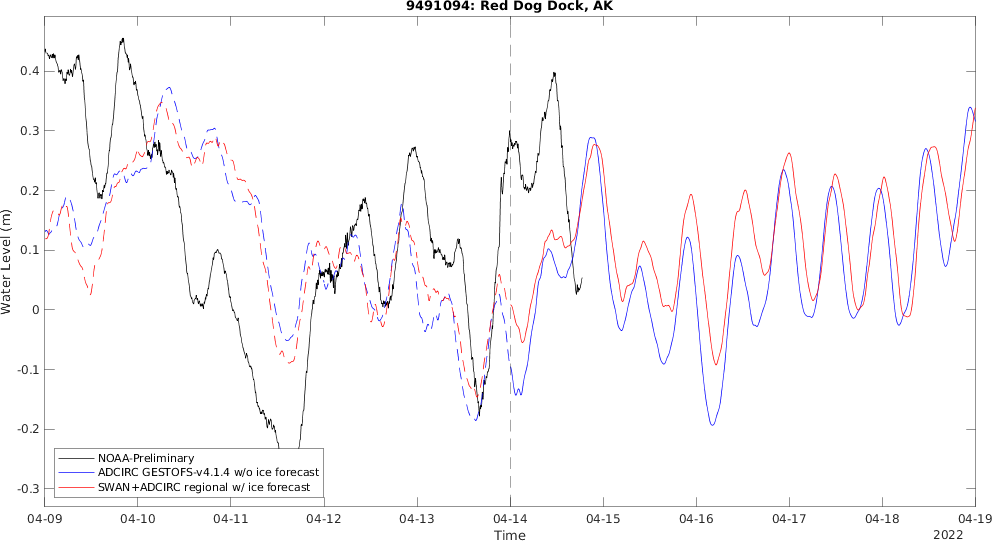 9491094: Red Dog Dock, AK
Water Level (m)
0.4
0.3
0.2
0.1
0
-0.1
-0.2
-0.3
NOAA-Preliminary
ADCIRC GESTOFS-v4.1.4 w/o ice forecast
SWAN+ADCIRC regional w/ ice forecast
04-09 04-10 04-11 04-12 04-13 04-14 04-15 04-16 04-17 04-18 04-19
Time
2022